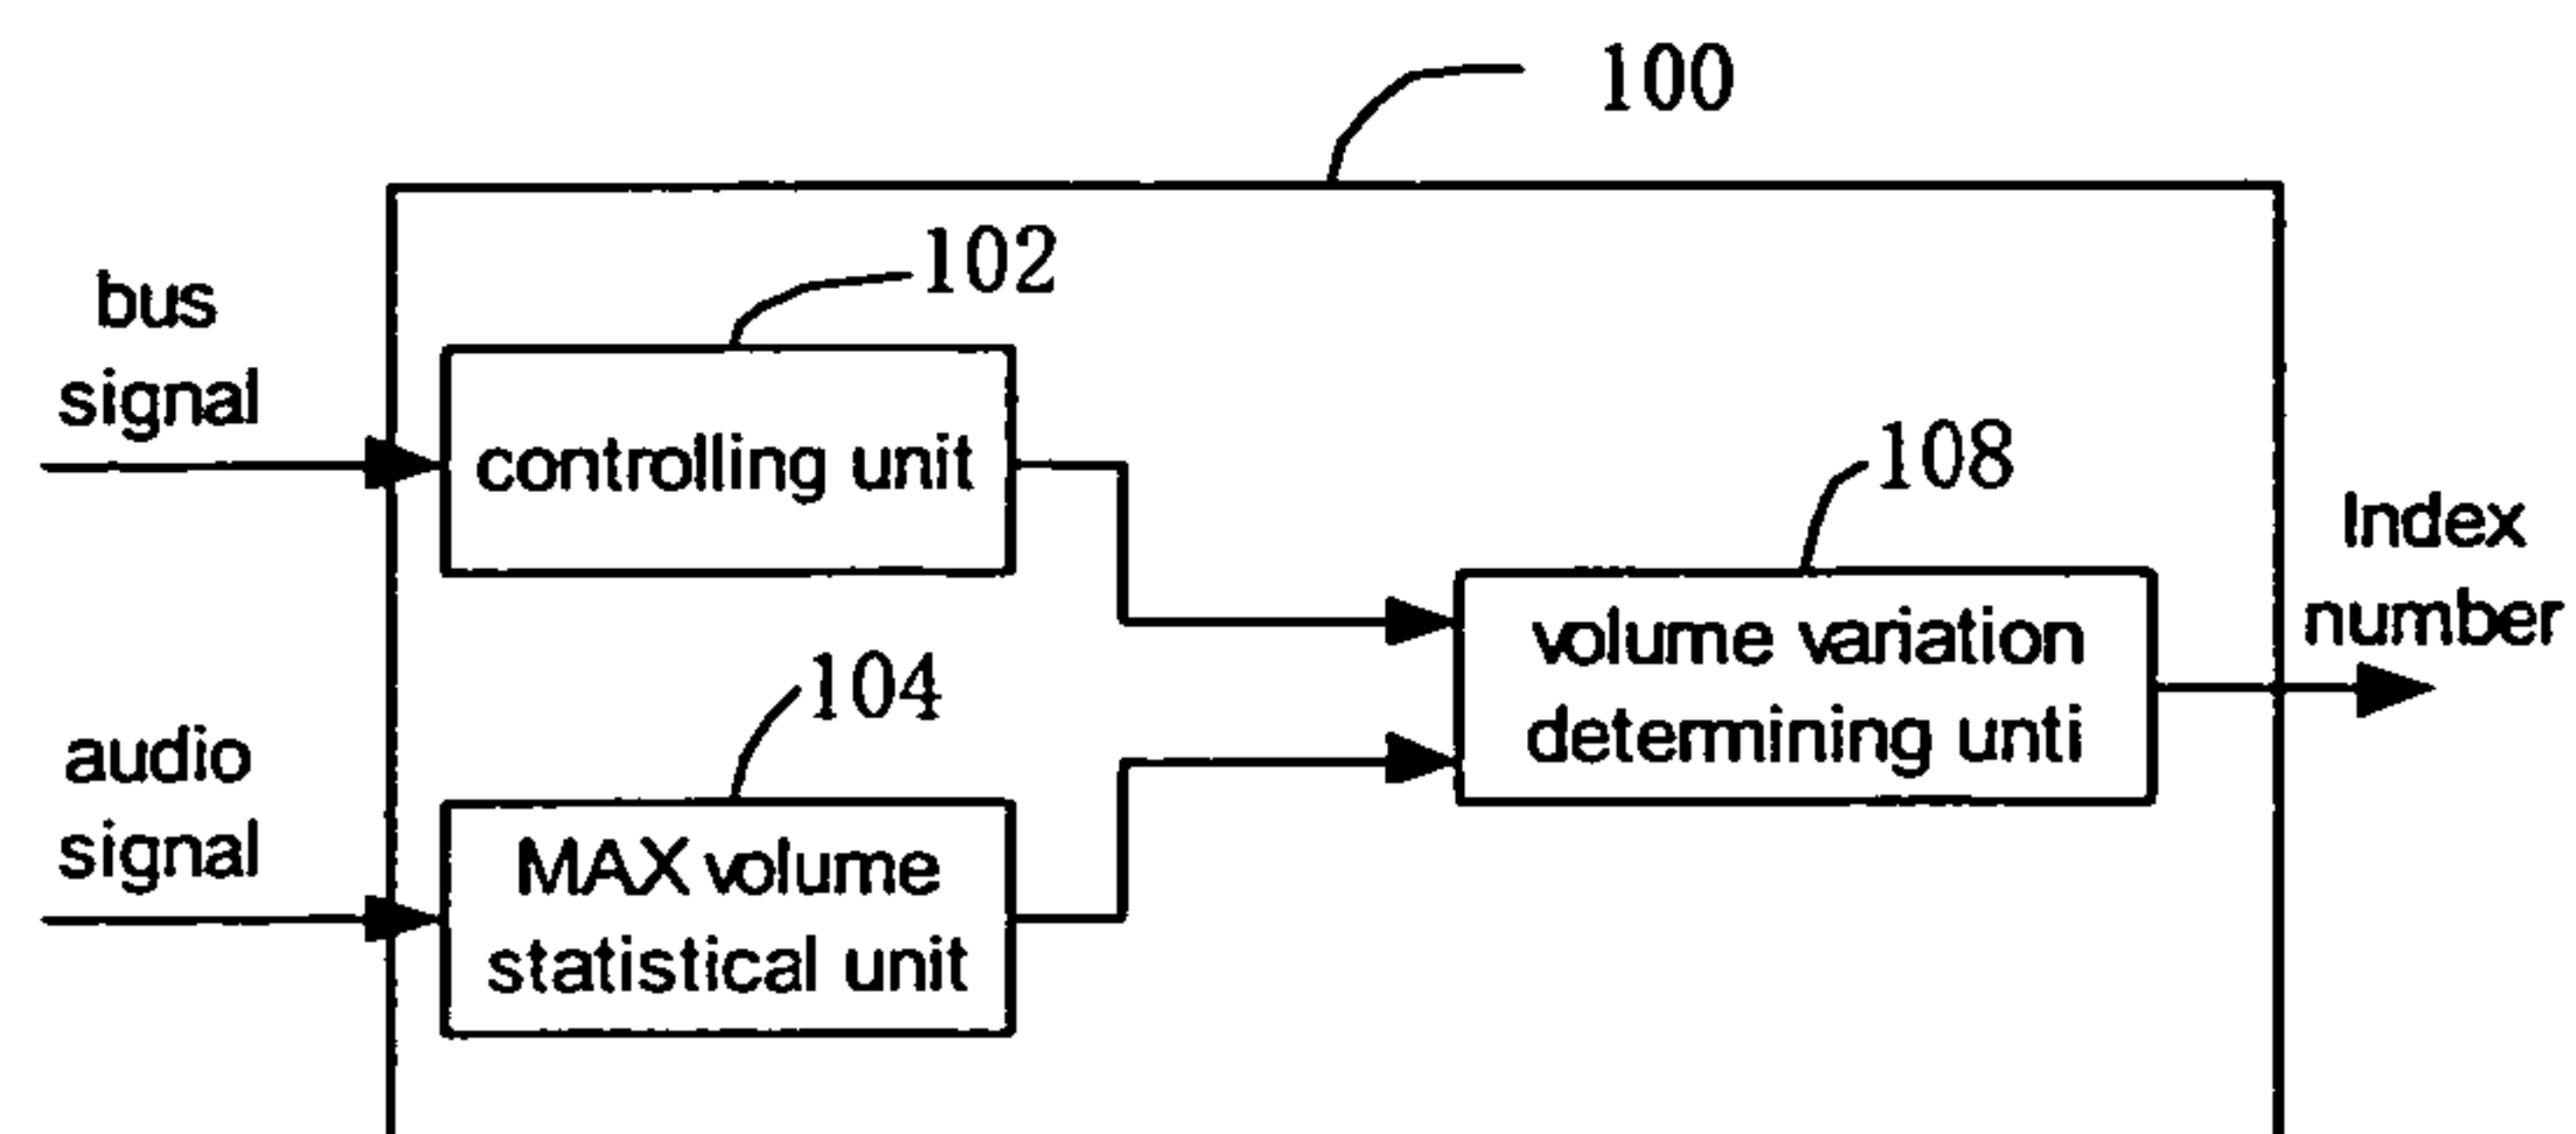 100
102
bus
signal
controlling unit
108
Index
number
volume variation
determining unti
104
audio
signal
MAX volume
statistical unit